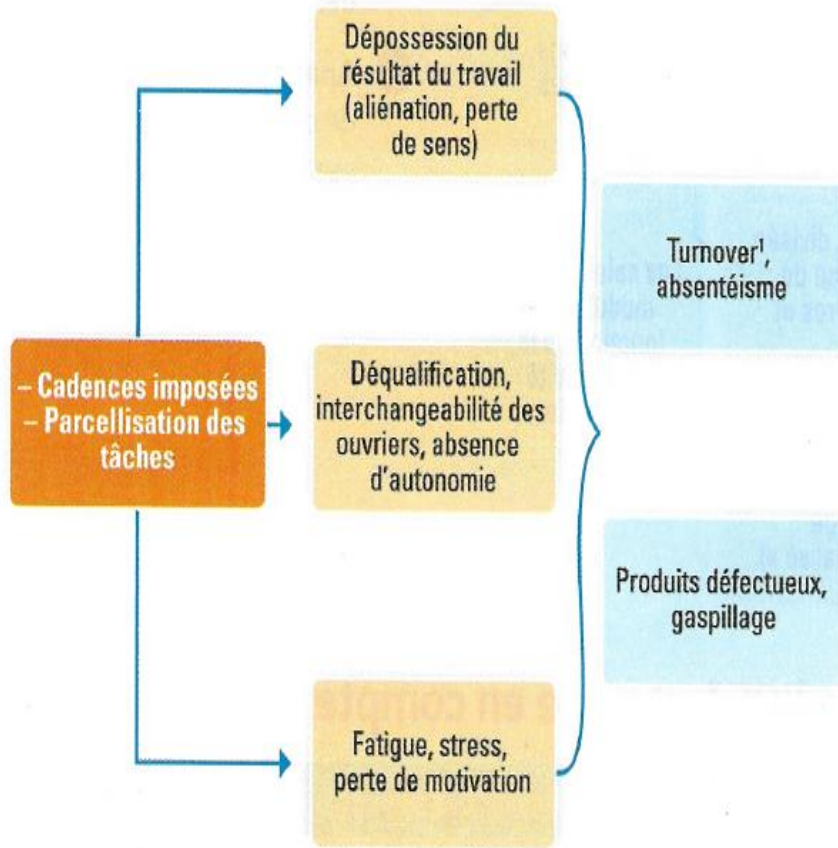 Dépossession du
résultat du travail
(aliénation, perte
de sens)
Turnover¹,
absentéisme
– Cadences imposées
– Parcellisation des
tâches
Déqualification,
interchangeabilité des
ouvriers, absence
d'autonomie
Produits défectueux,
gaspillage
Fatigue, stress,
perte de motivation